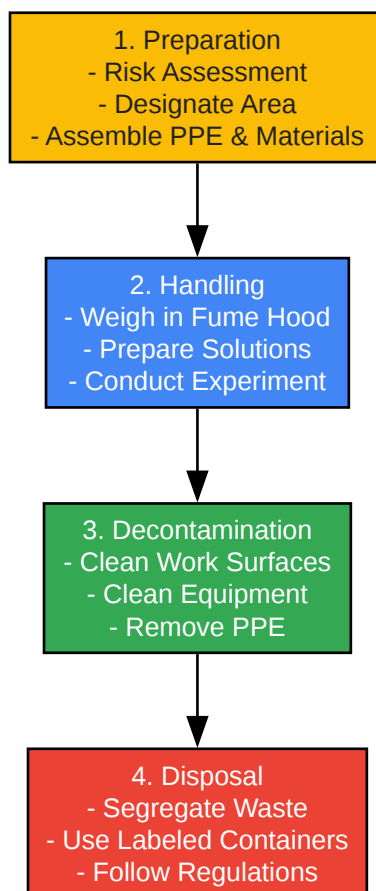 1. Preparation
- Risk Assessment
- Designate Area
- Assemble PPE & Materials
2. Handling
- Weigh in Fume Hood
- Prepare Solutions
- Conduct Experiment
3. Decontamination
- Clean Work Surfaces
- Clean Equipment
- Remove PPE
4. Disposal
- Segregate Waste
- Use Labeled Containers
- Follow Regulations